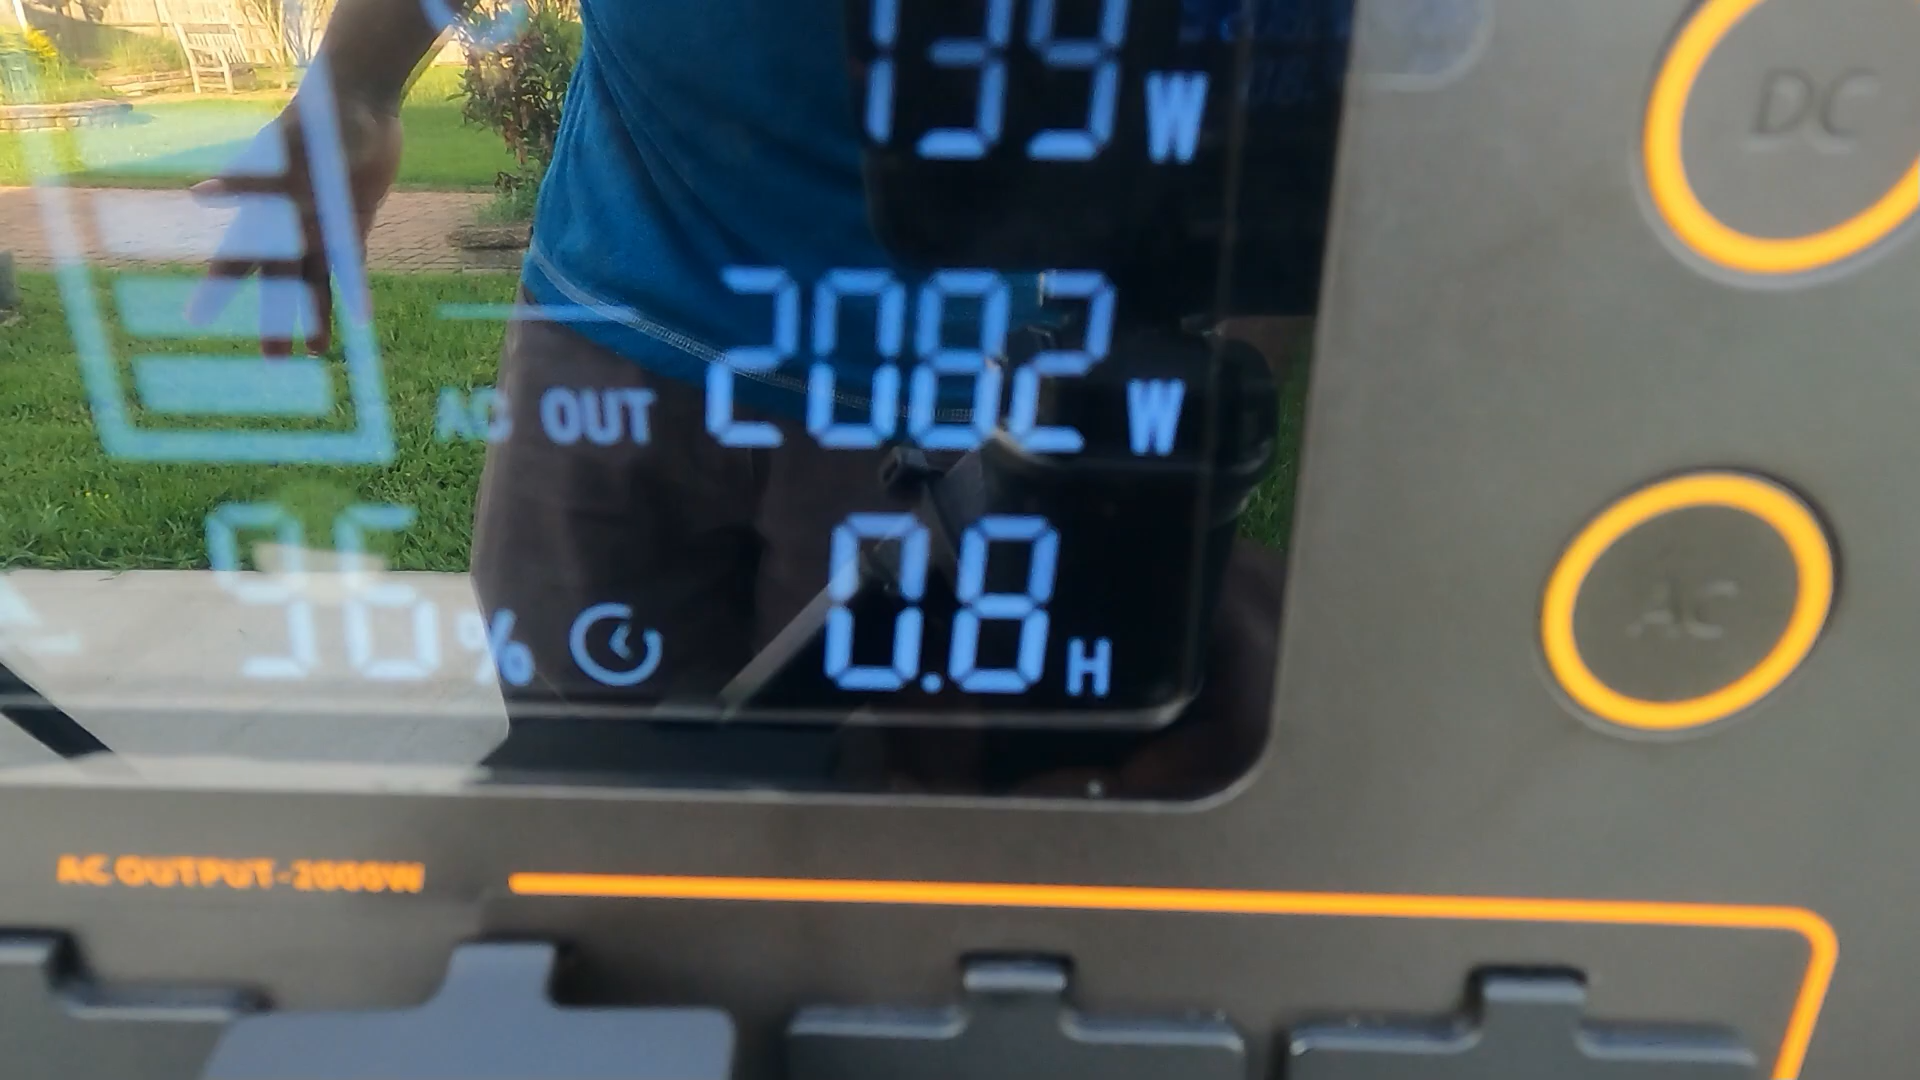 139 W
DC
AC OUT 2082 W
96% 0.8 H
AC
AC OUTPUT-2000W